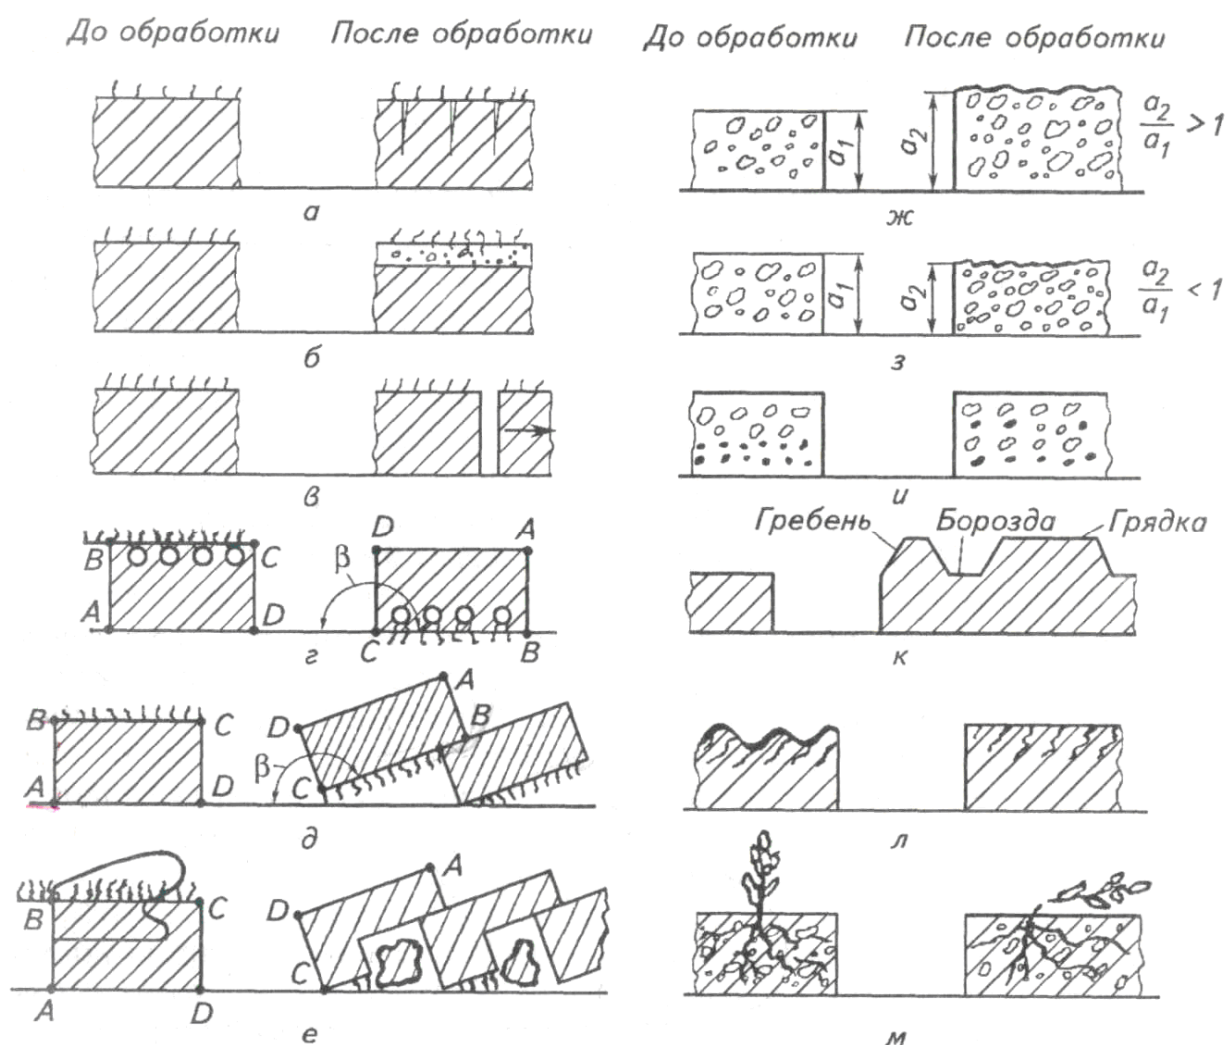 До обработки После обработки
а
б
в
B C
A D
D A
β
C B
г
B C
A D
D A
B
β
C
д
B C
A D
D A
C
е
До обработки После обработки
a₁ a₂ a₂/a₁ > 1
ж
a₁ a₂ a₂/a₁ < 1
з
и
Гребень Борозда Грядка
к
л
м